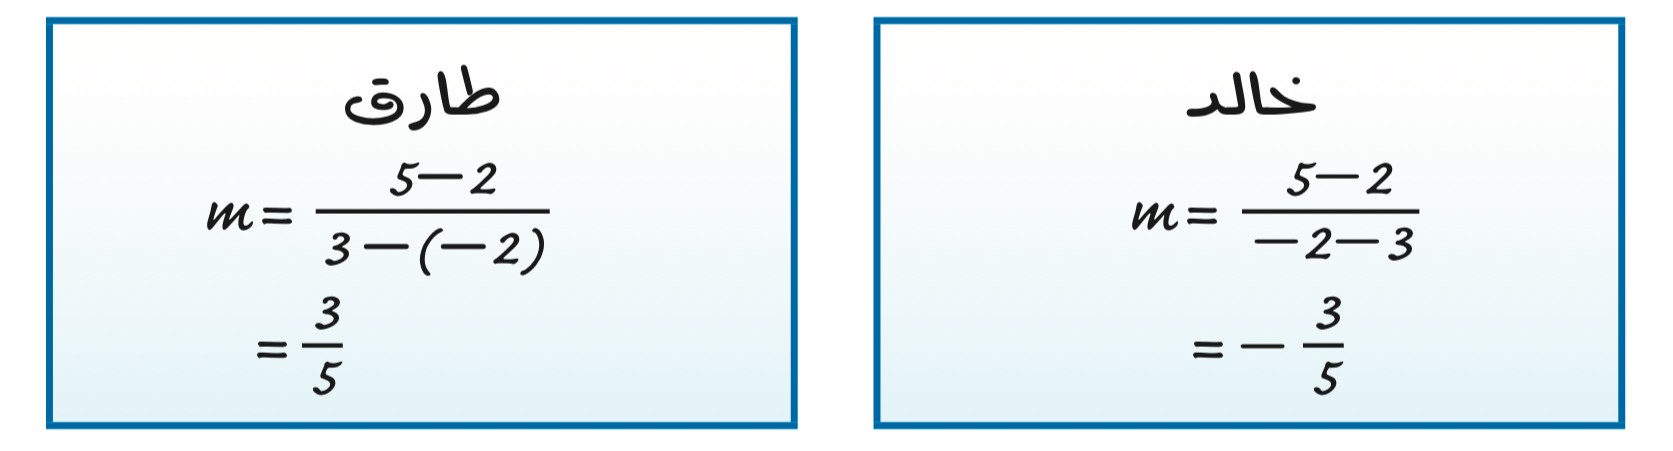 خالد
m = (5 − 2) / (−2 − 3)
= − 3/5
طارق
m = (5 − 2) / (3 − (−2))
= 3/5